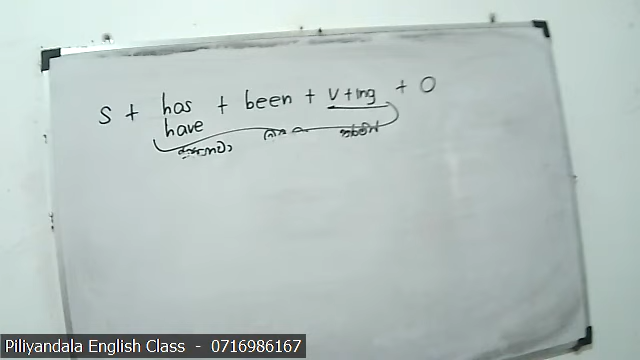 S + has + been + V+ing + O
have
Piliyandala English Class - 0716986167